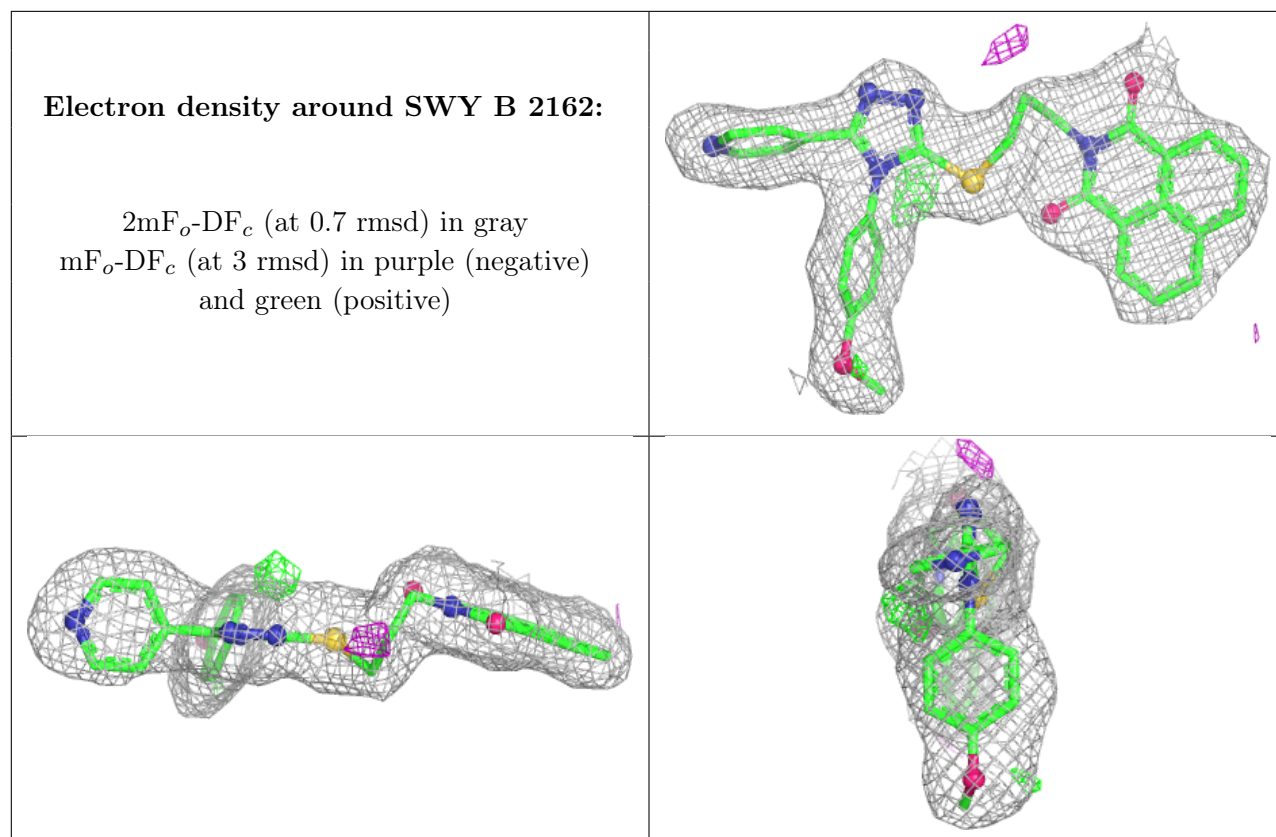 Electron density around SWY B 2162:
2mFo-DFc (at 0.7 rmsd) in gray
mFo-DFc (at 3 rmsd) in purple (negative)
and green (positive)